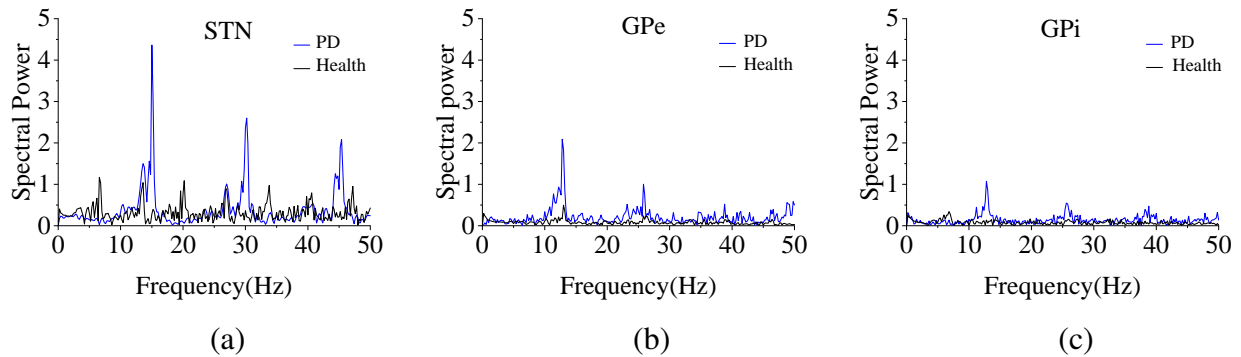 STN
PD
Health
Spectral Power
5
4
3
2
1
0
0 10 20 30 40 50
Frequency(Hz)
(a)
GPe
PD
Health
Spectral power
5
4
3
2
1
0
0 10 20 30 40 50
Frequency(Hz)
(b)
GPi
PD
Health
Spectral Power
5
4
3
2
1
0
0 10 20 30 40 50
Frequency(Hz)
(c)